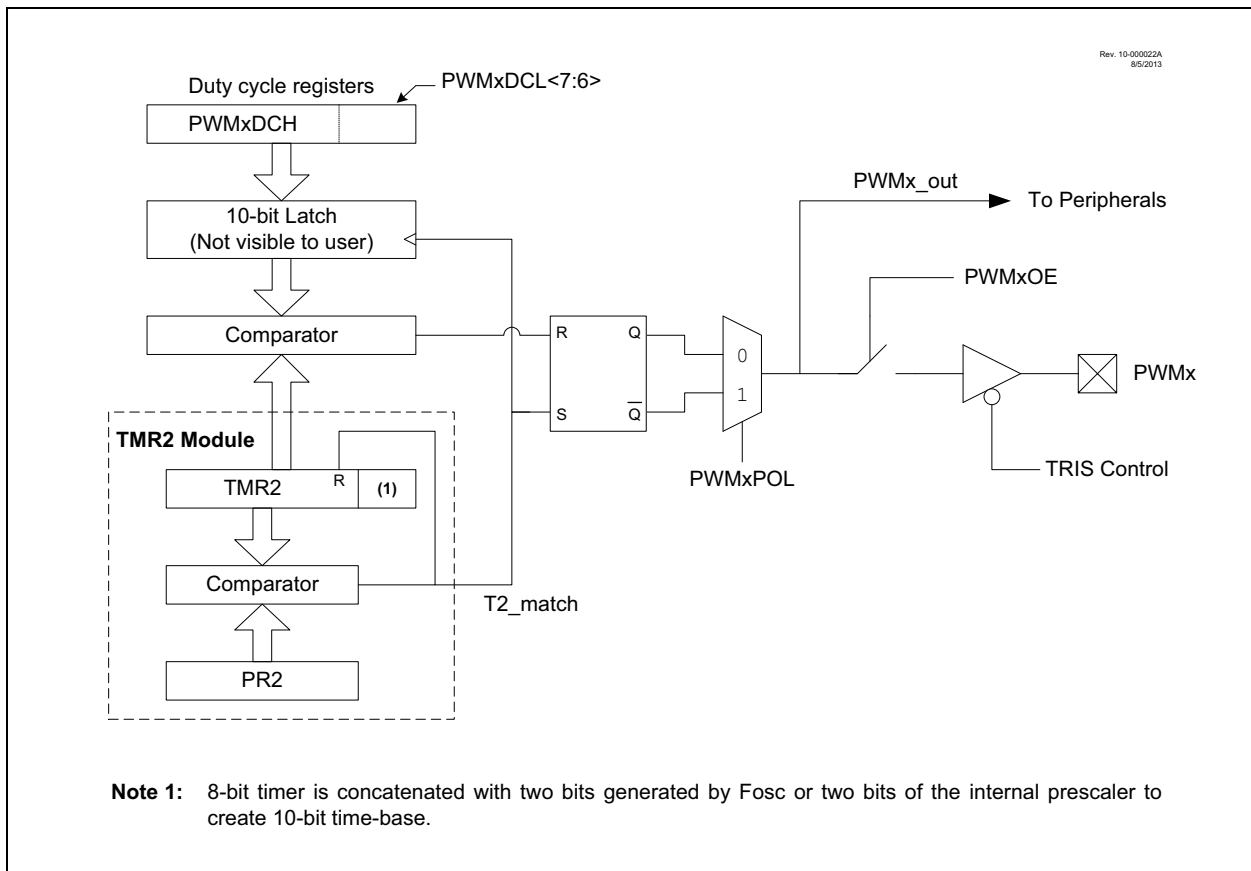 Rev. 10-000022A
8/5/2013
Duty cycle registers
PWMxDCL<7:6>
PWMxDCH
10-bit Latch
(Not visible to user)
Comparator
R
Q
S
Q̅
0
1
PWMxPOL
PWMx_out
To Peripherals
PWMxOE
PWMx
TRIS Control
TMR2 Module
TMR2
R
(1)
Comparator
T2_match
PR2
Note 1: 8-bit timer is concatenated with two bits generated by Fosc or two bits of the internal prescaler to
create 10-bit time-base.